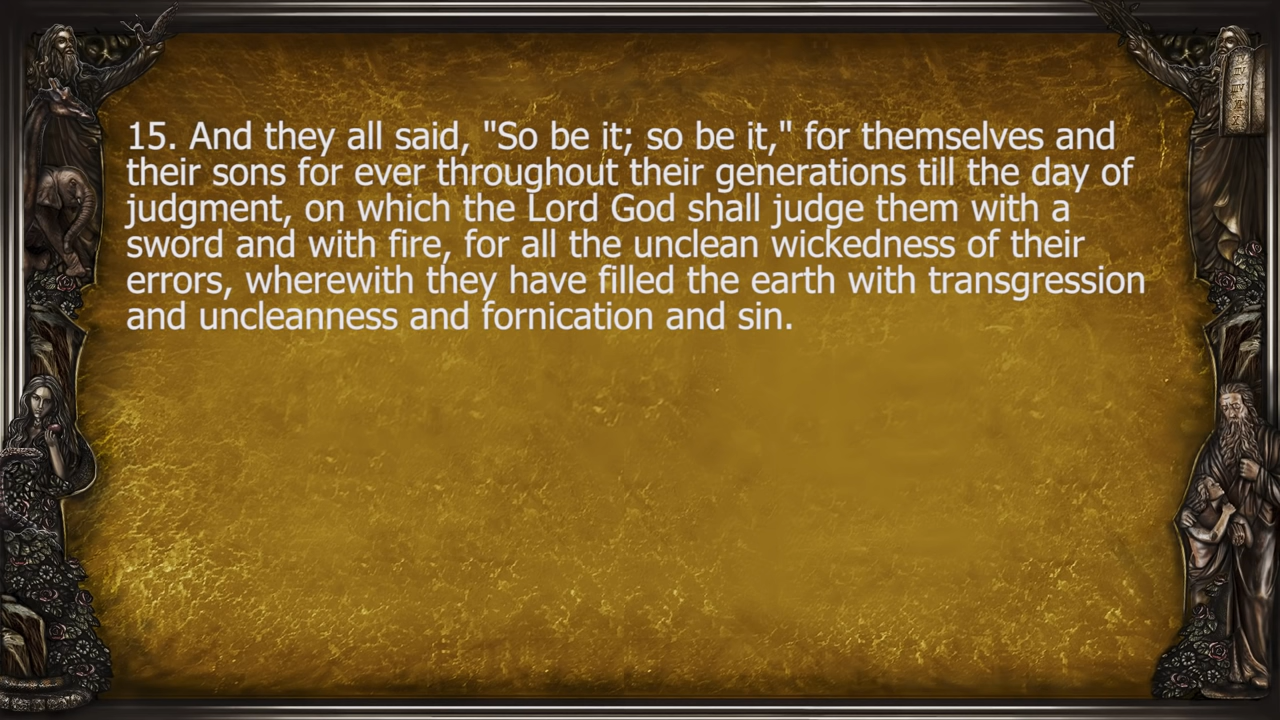 15. And they all said, "So be it; so be it," for themselves and
their sons for ever throughout their generations till the day of
judgment, on which the Lord God shall judge them with a
sword and with fire, for all the unclean wickedness of their
errors, wherewith they have filled the earth with transgression
and uncleanness and fornication and sin.